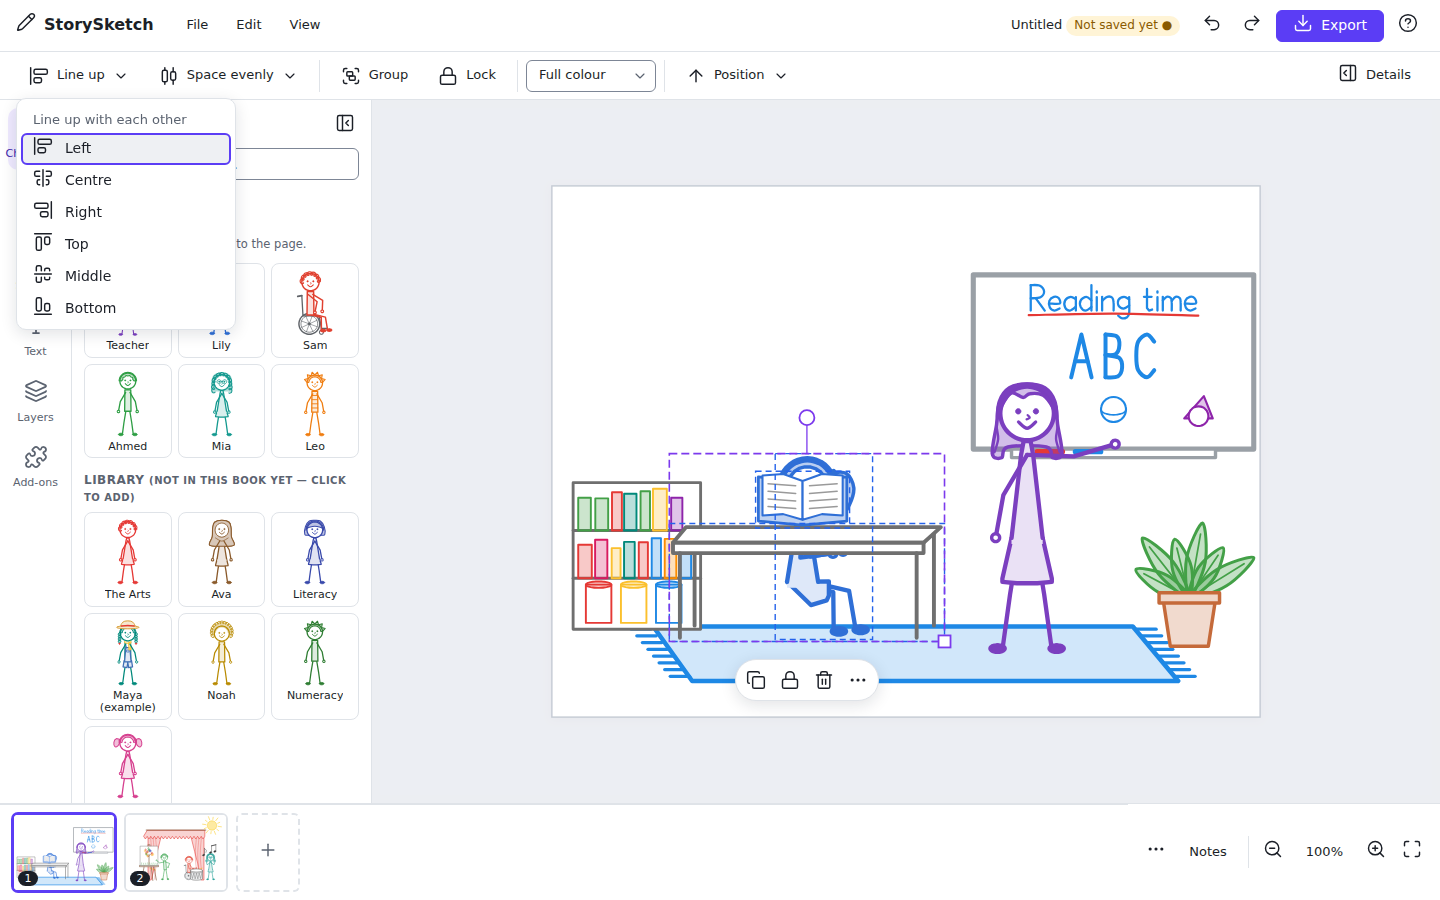 StorySketch
File
Edit
View
Untitled
Not saved yet
Export
Line up
Space evenly
Group
Lock
Full colour
Position
Details
Line up with each other
Left
Centre
Right
Top
Middle
Bottom
to the page.
Teacher
Lily
Sam
Ahmed
Mia
Leo
Text
Layers
Add-ons
LIBRARY (NOT IN THIS BOOK YET — CLICK
TO ADD)
The Arts
Ava
Literacy
Maya
(example)
Noah
Numeracy
Reading time
ABC
1
2
Notes
100%